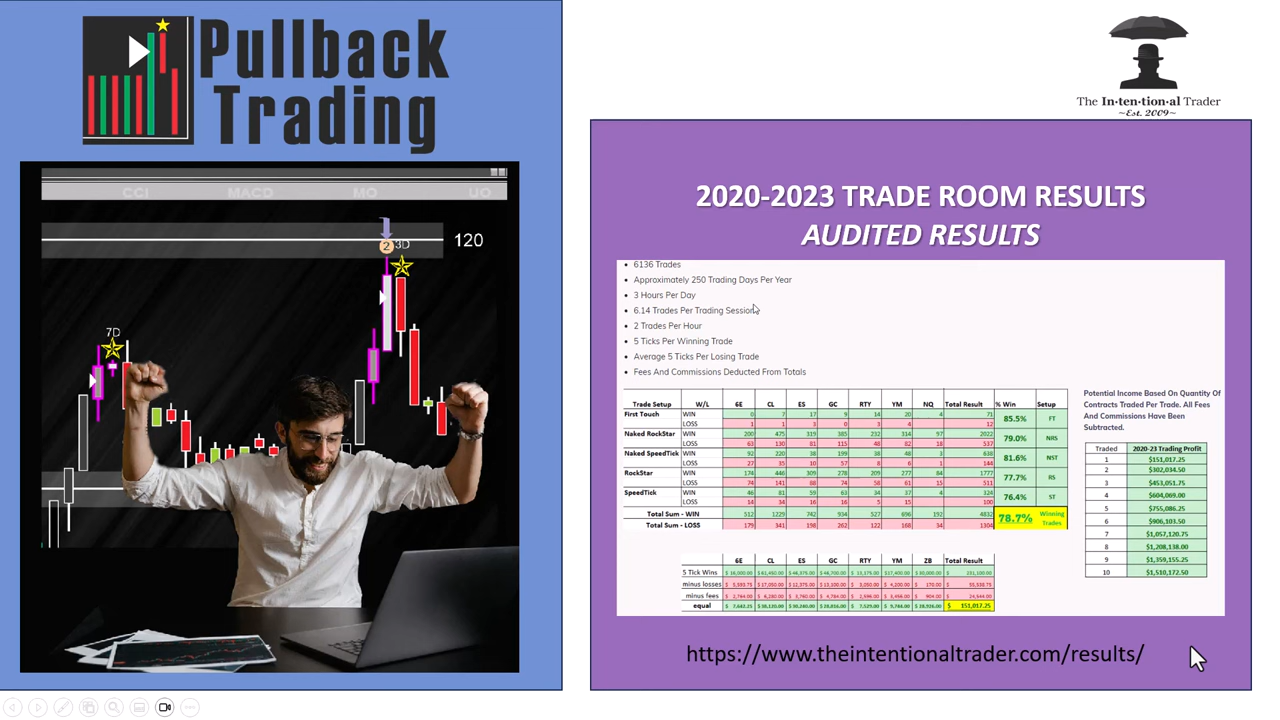 Pullback
Trading
CCI MACD MO UO
120
2 3D
7D
The In·ten·tion·al Trader
~Est. 2009~
2020-2023 TRADE ROOM RESULTS
AUDITED RESULTS
• 6136 Trades
• Approximately 250 Trading Days Per Year
• 3 Hours Per Day
• 6.14 Trades Per Trading Session
• 2 Trades Per Hour
• 5 Ticks Per Winning Trade
• Average 5 Ticks Per Losing Trade
• Fees And Commissions Deducted From Totals
Trade Setup W/L 6E CL ES GC RTY YM NQ Total Result % Win Setup
First Touch WIN 0 7 17 9 14 20 4 71 85.5% FT
LOSS 1 1 3 0 3 4 12
Naked RockStar WIN 200 475 319 385 232 314 97 2022 79.0% NRS
LOSS 63 130 81 115 48 82 18 537
Naked SpeedTick WIN 92 220 38 199 38 48 3 638 81.6% NST
LOSS 27 35 10 57 8 6 1 144
RockStar WIN 174 446 309 278 209 277 84 1777 77.7% RS
LOSS 74 141 88 74 58 61 15 511
SpeedTick WIN 46 81 59 63 34 37 4 324 76.4% ST
LOSS 14 34 16 16 5 15 100
Total Sum - WIN 512 1229 742 934 527 696 192 4832 78.7% Winning Trades
Total Sum - LOSS 179 341 198 262 122 168 34 1304
Potential Income Based On Quantity Of
Contracts Traded Per Trade. All Fees
And Commissions Have Been
Subtracted.
Traded 2020-23 Trading Profit
1 $151,017.25
2 $302,034.50
3 $453,051.75
4 $604,069.00
5 $755,086.25
6 $906,103.50
7 $1,057,120.75
8 $1,208,138.00
9 $1,359,155.25
10 $1,510,172.50
6E CL ES GC RTY YM ZB Total Result
5 Tick Wins
minus losses
minus fees
equal $ 151,017.25
https://www.theintentionaltrader.com/results/